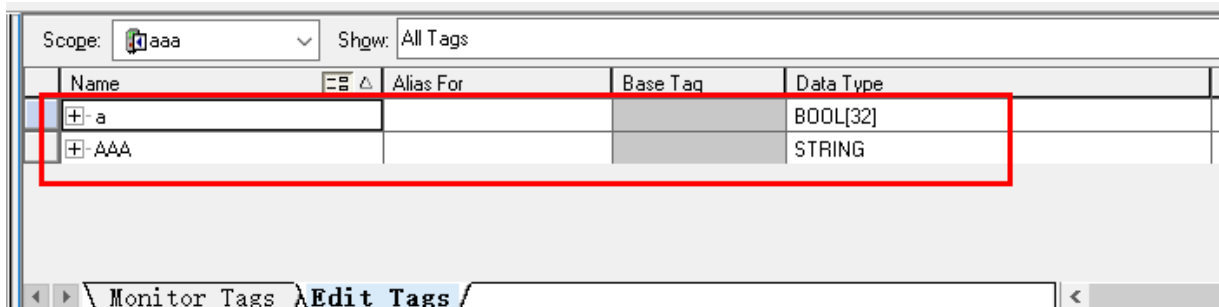 Scope: aaa Show: All Tags
Name Alias For Base Tag Data Type
a BOOL[32]
AAA STRING
Monitor Tags Edit Tags